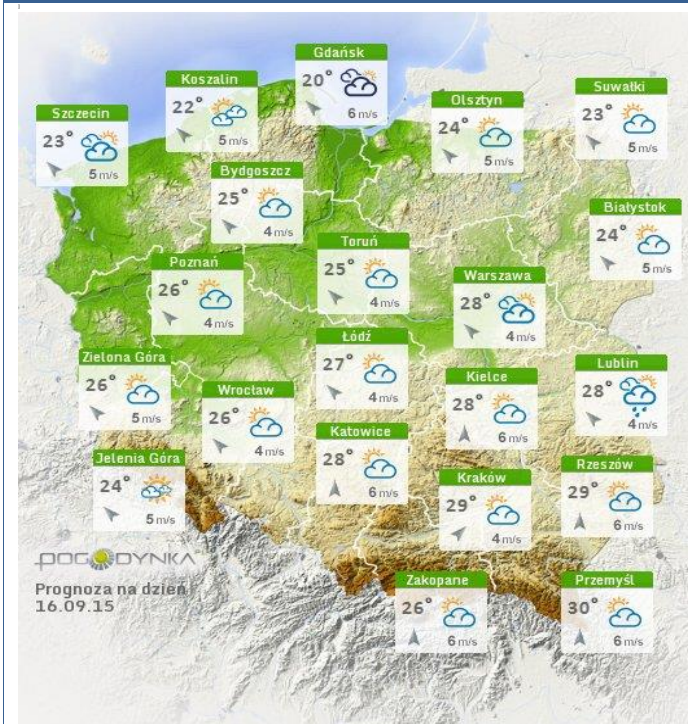 Gdańsk
20°
6 m/s
Koszalin
22°
5 m/s
Szczecin
23°
5 m/s
Olsztyn
24°
5 m/s
Suwałki
23°
5 m/s
Bydgoszcz
25°
4 m/s
Białystok
24°
5 m/s
Toruń
25°
4 m/s
Poznań
26°
4 m/s
Warszawa
28°
4 m/s
Łódź
27°
4 m/s
Zielona Góra
26°
5 m/s
Wrocław
26°
4 m/s
Kielce
28°
6 m/s
Lublin
28°
4 m/s
Katowice
28°
6 m/s
Jelenia Góra
24°
5 m/s
Kraków
29°
4 m/s
Rzeszów
29°
6 m/s
POGODYNKA
Prognoza na dzień
16.09.15
Zakopane
26°
6 m/s
Przemyśl
30°
6 m/s